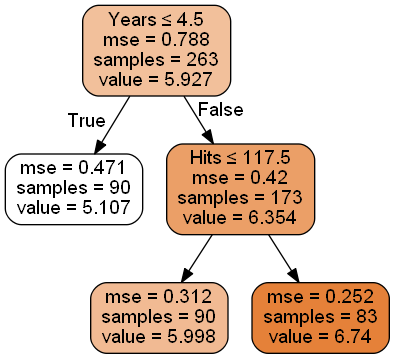 Years ≤ 4.5
mse = 0.788
samples = 263
value = 5.927
True
False
mse = 0.471
samples = 90
value = 5.107
Hits ≤ 117.5
mse = 0.42
samples = 173
value = 6.354
mse = 0.312
samples = 90
value = 5.998
mse = 0.252
samples = 83
value = 6.74